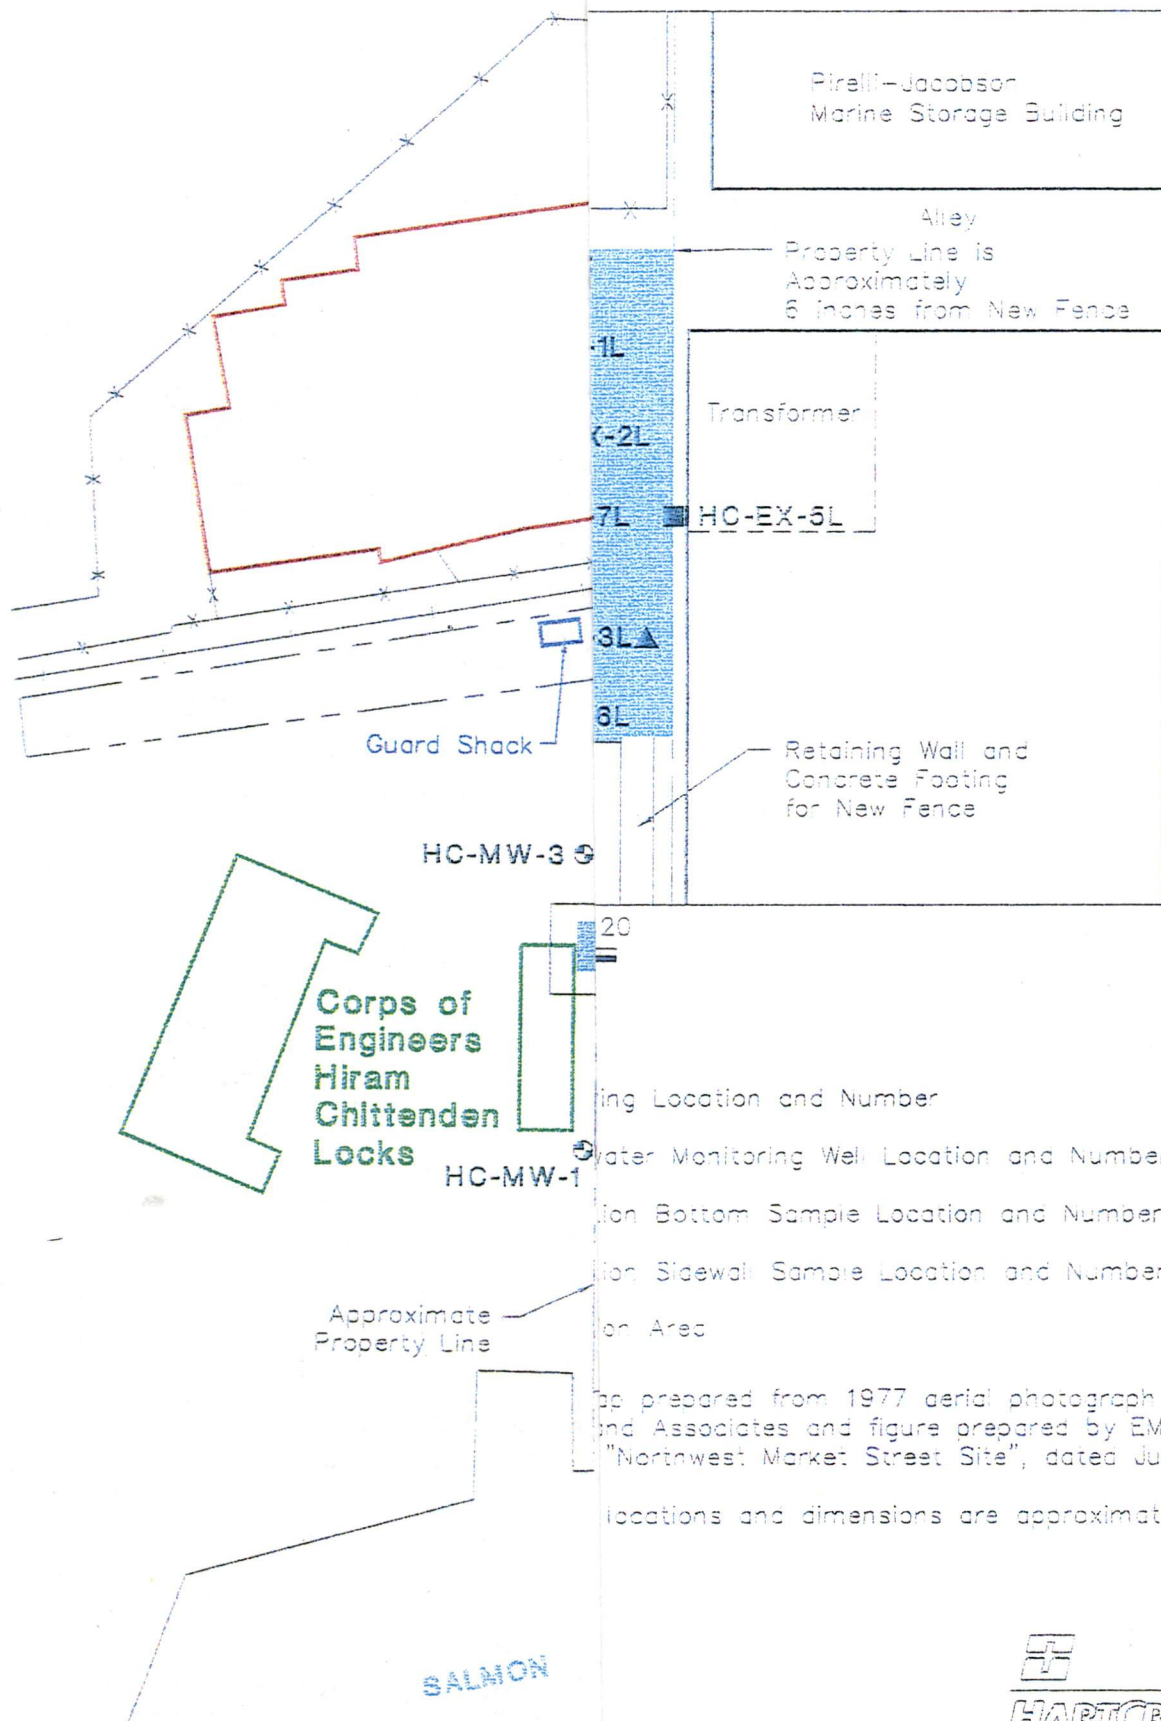 Pirelli-Jacobson
Marine Storage Building
Alley
Property Line is
Approximately
6 inches from New Fence
-1L
-2L
Transformer
7L
HC-EX-5L
3L
6L
Guard Shack
Retaining Wall and
Concrete Footing
for New Fence
HC-MW-3
20
Corps of
Engineers
Hiram
Chittenden
Locks
HC-MW-1
ing Location and Number
water Monitoring Well Location and Number
ion Bottom Sample Location and Number
ion Sidewall Sample Location and Number
on Area
Approximate
Property Line
ap prepared from 1977 aerial photograph
and Associates and figure prepared by EM
"Northwest Market Street Site", dated Ju
locations and dimensions are approximat
SALMON